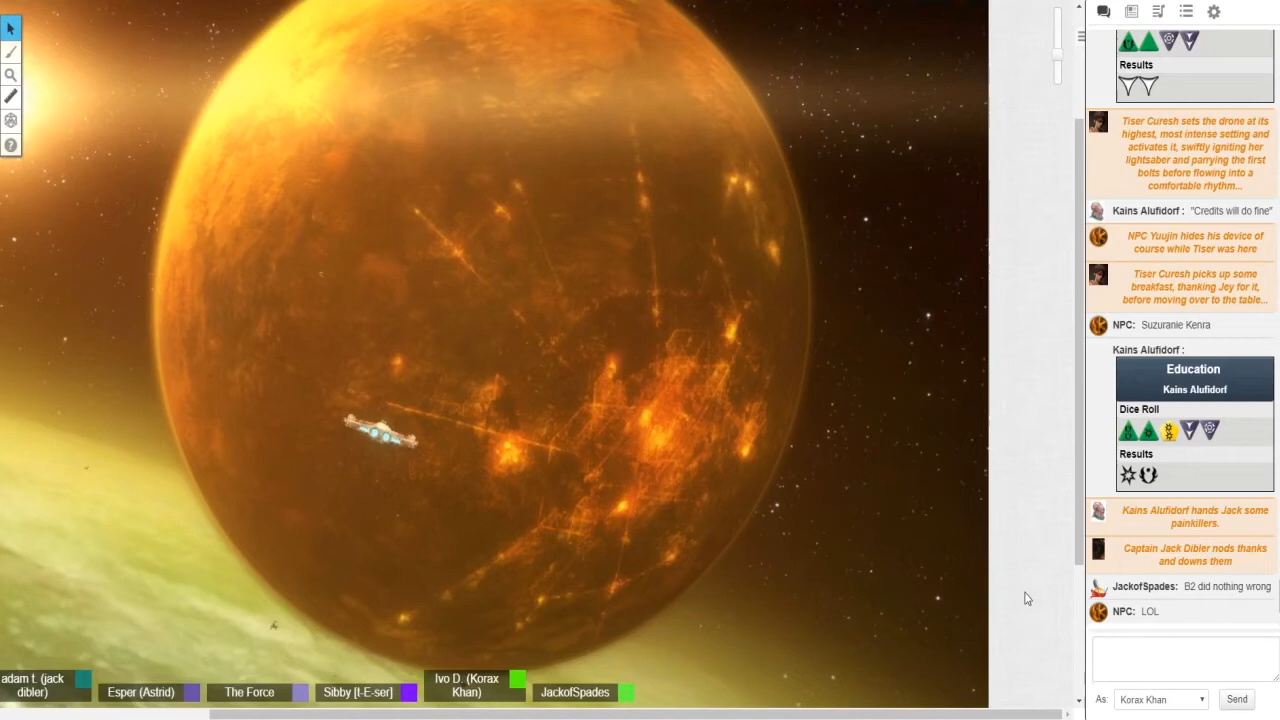 Results
Tiser Curesh sets the drone at its
highest, most intense setting and
activates it, swiftly igniting her
lightsaber and parrying the first
bolts before flowing into a
comfortable rhythm...
Kains Alufidorf : "Credits will do fine"
NPC Yuujin hides his device of
course while Tiser was here
Tiser Curesh picks up some
breakfast, thanking Jey for it,
before moving over to the table...
NPC: Suzuranie Kenra
Kains Alufidorf :
Education
Kains Alufidorf
Dice Roll
Results
Kains Alufidorf hands Jack some
painkillers.
Captain Jack Dibler nods thanks
and downs them
JackofSpades: B2 did nothing wrong
NPC: LOL
As: Korax Khan Send
adam t. (jack
dibler)
Esper (Astrid)
The Force
Sibby [I-E-ser]
Ivo D. (Korax
Khan)
JackofSpades